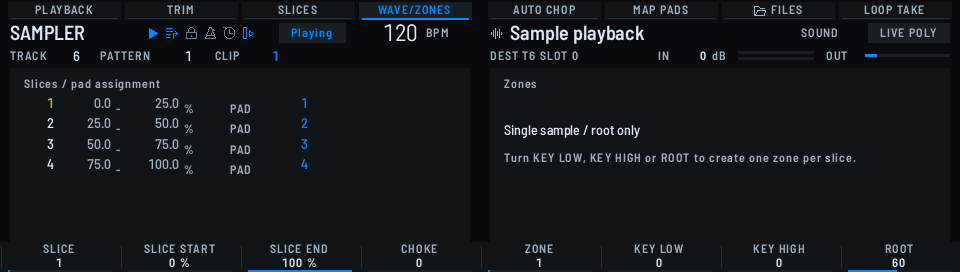 PLAYBACK TRIM SLICES WAVE/ZONES AUTO CHOP MAP PADS FILES LOOP TAKE
SAMPLER Playing 120 BPM Sample playback SOUND LIVE POLY
TRACK 6 PATTERN 1 CLIP 1 DEST T6 SLOT 0 IN 0 dB OUT
Slices / pad assignment Zones
1 0.0 - 25.0 % PAD 1
2 25.0 - 50.0 % PAD 2
Single sample / root only
3 50.0 - 75.0 % PAD 3
Turn KEY LOW, KEY HIGH or ROOT to create one zone per slice.
4 75.0 - 100.0 % PAD 4
SLICE SLICE START SLICE END CHOKE ZONE KEY LOW KEY HIGH ROOT
1 0 % 100 % 0 1 0 0 60